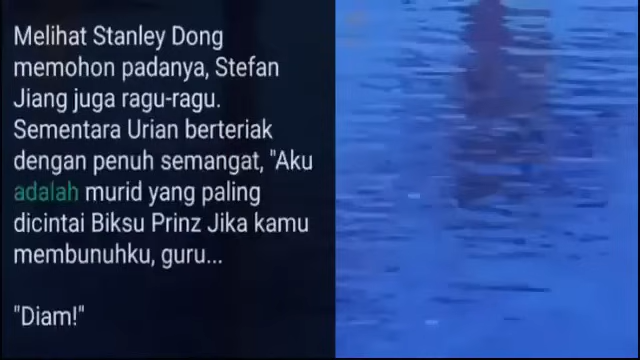 Melihat Stanley Dong
memohon padanya, Stefan
Jiang juga ragu-ragu.
Sementara Urian berteriak
dengan penuh semangat, "Aku
adalah murid yang paling
dicintai Biksu Prinz Jika kamu
membunuhku, guru...
"Diam!"